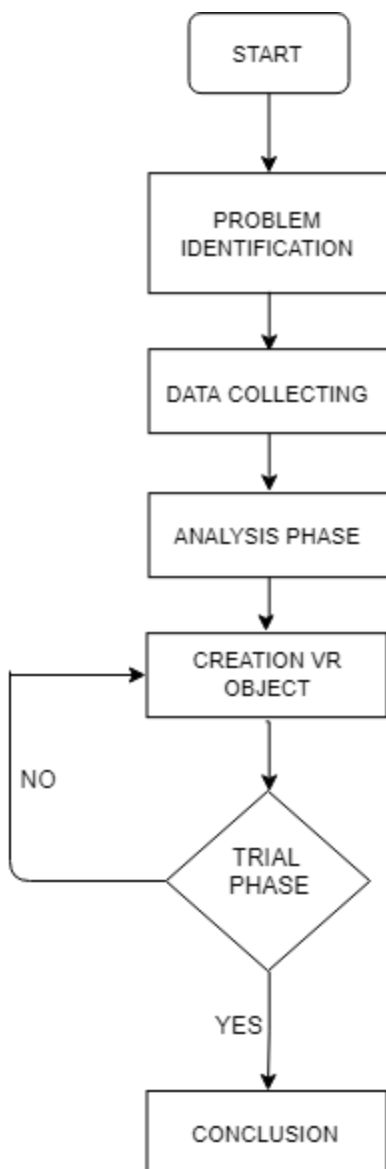 START
PROBLEM
IDENTIFICATION
DATA COLLECTING
ANALYSIS PHASE
CREATION VR
OBJECT
NO
TRIAL
PHASE
YES
CONCLUSION